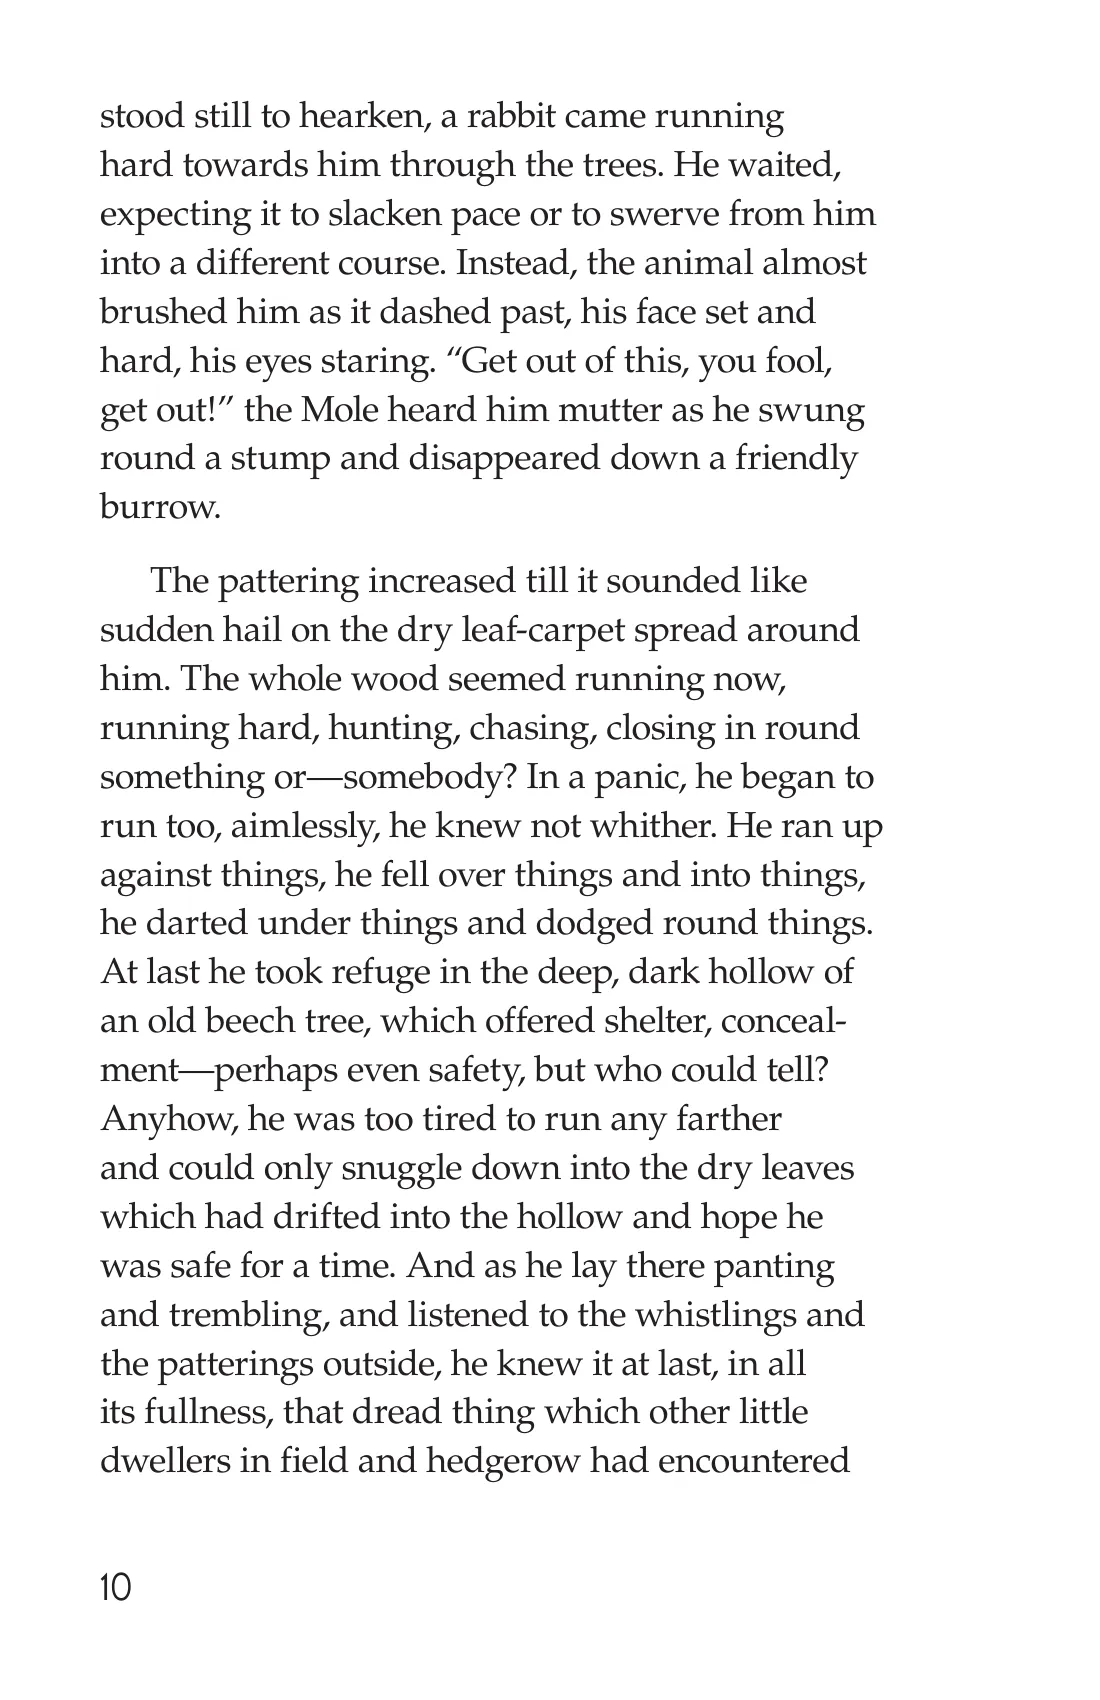 stood still to hearken, a rabbit came running
hard towards him through the trees. He waited,
expecting it to slacken pace or to swerve from him
into a different course. Instead, the animal almost
brushed him as it dashed past, his face set and
hard, his eyes staring. “Get out of this, you fool,
get out!” the Mole heard him mutter as he swung
round a stump and disappeared down a friendly
burrow.
The pattering increased till it sounded like
sudden hail on the dry leaf-carpet spread around
him. The whole wood seemed running now,
running hard, hunting, chasing, closing in round
something or—somebody? In a panic, he began to
run too, aimlessly, he knew not whither. He ran up
against things, he fell over things and into things,
he darted under things and dodged round things.
At last he took refuge in the deep, dark hollow of
an old beech tree, which offered shelter, conceal-
ment—perhaps even safety, but who could tell?
Anyhow, he was too tired to run any farther
and could only snuggle down into the dry leaves
which had drifted into the hollow and hope he
was safe for a time. And as he lay there panting
and trembling, and listened to the whistlings and
the patterings outside, he knew it at last, in all
its fullness, that dread thing which other little
dwellers in field and hedgerow had encountered
10